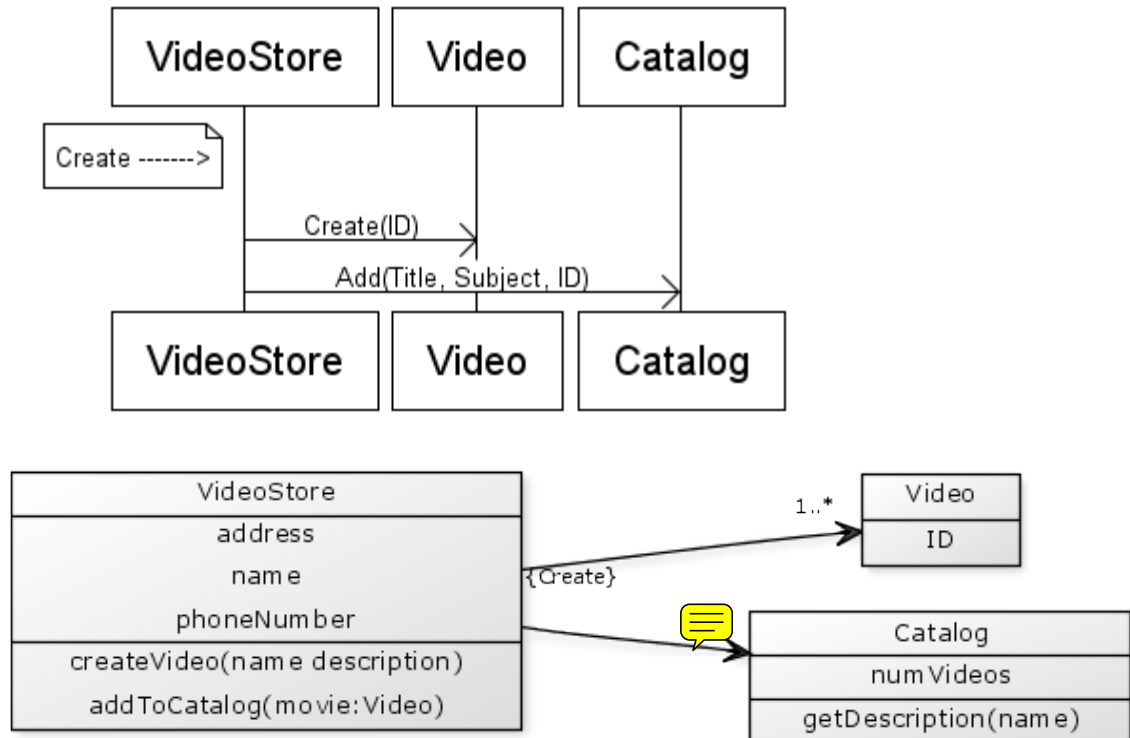 VideoStore Video Catalog
Create ------->
Create(ID)
Add(Title, Subject, ID)
VideoStore Video Catalog
VideoStore
address
name
phoneNumber
createVideo(name description)
addToCatalog(movie:Video)
{Create}
1..*
Video
ID
Catalog
numVideos
getDescription(name)